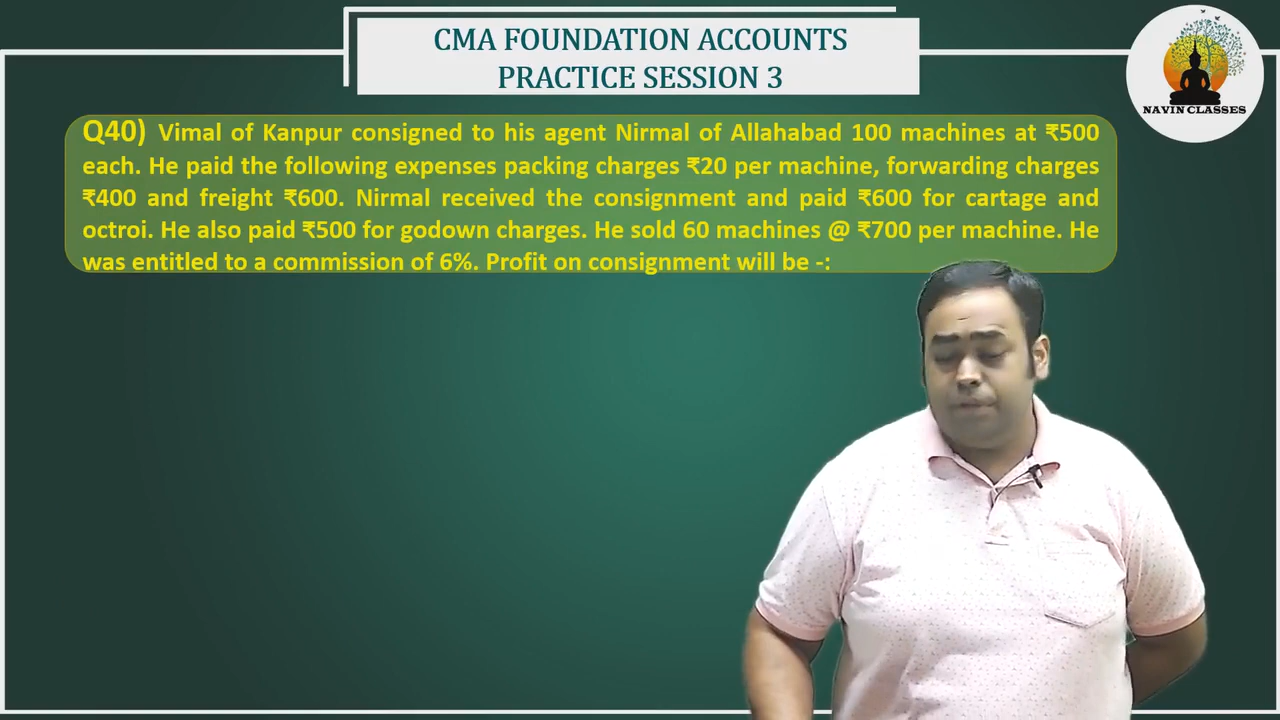 CMA FOUNDATION ACCOUNTS
PRACTICE SESSION 3
NAVIN CLASSES
Q40) Vimal of Kanpur consigned to his agent Nirmal of Allahabad 100 machines at ₹500
each. He paid the following expenses packing charges ₹20 per machine, forwarding charges
₹400 and freight ₹600. Nirmal received the consignment and paid ₹600 for cartage and
octroi. He also paid ₹500 for godown charges. He sold 60 machines @ ₹700 per machine. He
was entitled to a commission of 6%. Profit on consignment will be -: